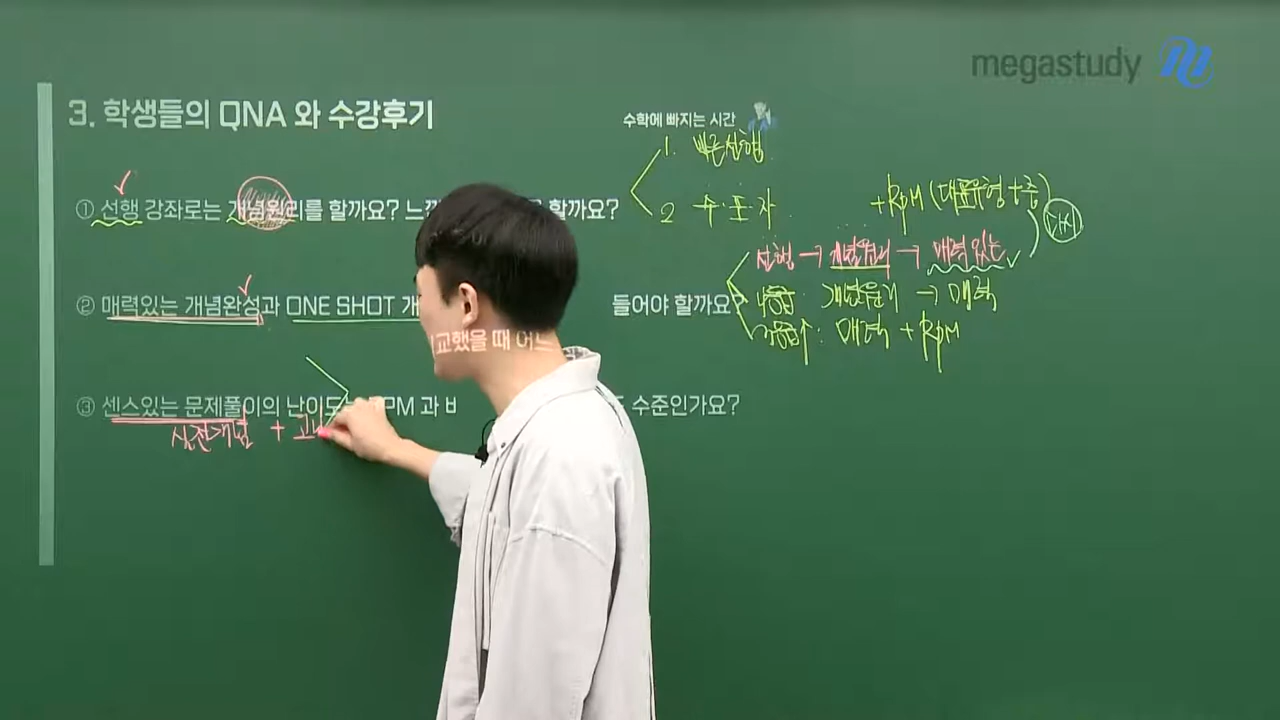 megastudy
3. 학생들의 QNA 와 수강후기
수학에 빠지는 시간
1. 빠른 선행
2 수·포·자
① 선행 강좌로는 개념원리를 할까요? 느 할까요?
+RPM (대표유형+중)
선행 → 개념원리 → 매력있는
② 매력있는 개념완성과 ONE SHOT 개 들어야 할까요?
개념원리 → 매력
매력 + RPM
교했을 때 어느
③ 센스있는 문제풀이의 난이도는 RPM 과 비 수준인가요?
실전개념 + 고난